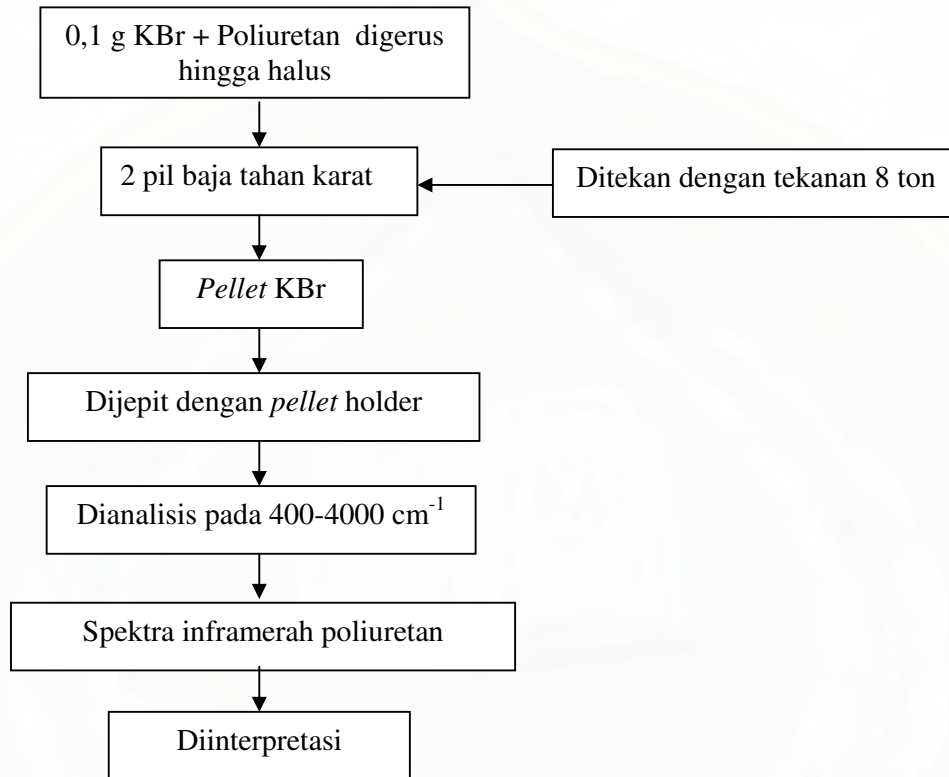 0,1 g KBr + Poliuretan digerus
hingga halus
2 pil baja tahan karat
Ditekan dengan tekanan 8 ton
Pellet KBr
Dijepit dengan pellet holder
Dianalisis pada 400-4000 cm⁻¹
Spektra inframerah poliuretan
Diinterpretasi